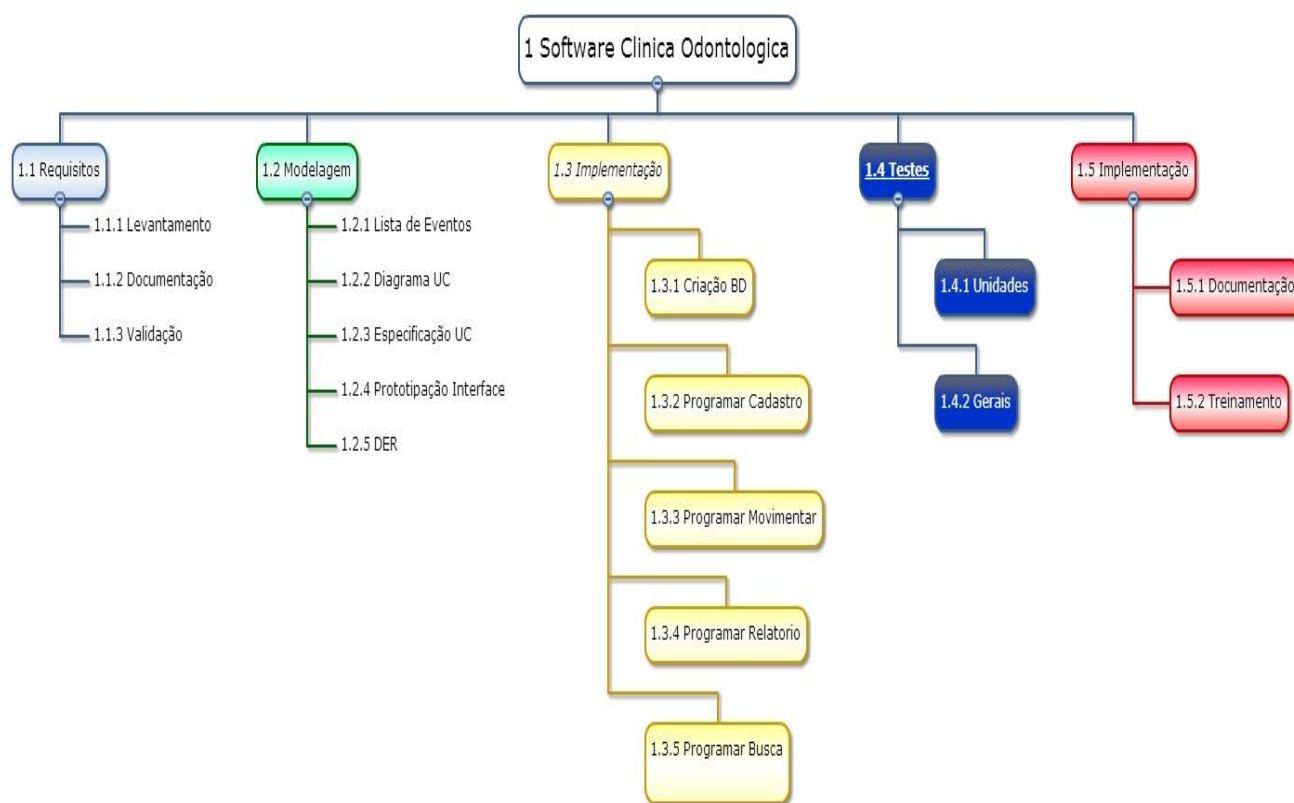 1 Software Clinica Odontologica
1.1 Requisitos
1.1.1 Levantamento
1.1.2 Documentação
1.1.3 Validação
1.2 Modelagem
1.2.1 Lista de Eventos
1.2.2 Diagrama UC
1.2.3 Especificação UC
1.2.4 Prototipação Interface
1.2.5 DER
1.3 Implementação
1.3.1 Criação BD
1.3.2 Programar Cadastro
1.3.3 Programar Movimentar
1.3.4 Programar Relatorio
1.3.5 Programar Busca
1.4 Testes
1.4.1 Unidades
1.4.2 Gerais
1.5 Implementação
1.5.1 Documentação
1.5.2 Treinamento